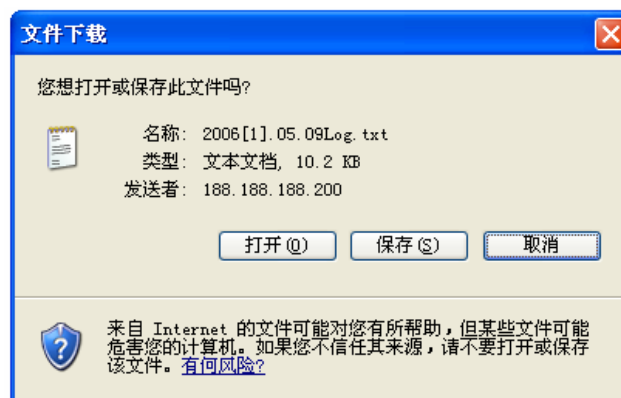 文件下载
您想打开或保存此文件吗?
名称: 2006[1].05.09Log.txt
类型: 文本文档, 10.2 KB
发送者: 188.188.188.200
打开(O) 保存(S) 取消
来自 Internet 的文件可能对您有所帮助,但某些文件可能
危害您的计算机。如果您不信任其来源,请不要打开或保存
该文件。有何风险?